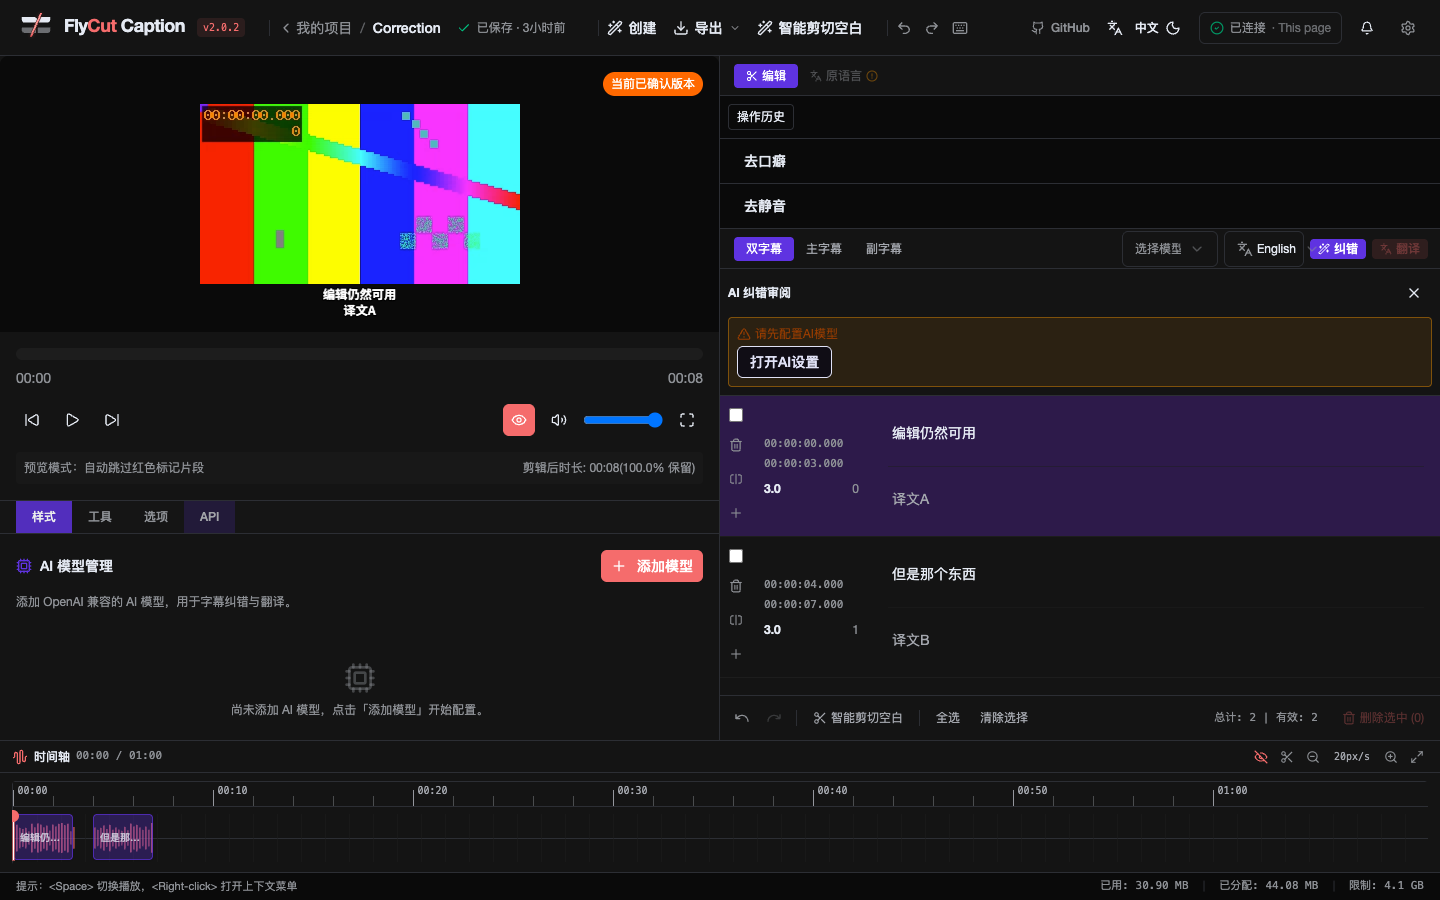 FlyCut Caption v2.0.2 我的项目 / Correction 已保存 · 3小时前 创建 导出 智能剪切空白 GitHub 中文 已连接 · This page
当前已确认版本
00:00:00.000
0
编辑仍然可用
译文A
00:00 00:08
预览模式：自动跳过红色标记片段 剪辑后时长: 00:08(100.0% 保留)
样式 工具 选项 API
AI 模型管理 添加模型
添加 OpenAI 兼容的 AI 模型，用于字幕纠错与翻译。
尚未添加 AI 模型，点击「添加模型」开始配置。
编辑 原语言
操作历史
去口癖
去静音
双字幕 主字幕 副字幕 选择模型 English 纠错 翻译
AI 纠错审阅
请先配置AI模型
打开AI设置
编辑仍然可用
00:00:00.000
00:00:03.000
3.0 0
译文A
但是那个东西
00:00:04.000
00:00:07.000
3.0 1
译文B
智能剪切空白 全选 清除选择 总计: 2 | 有效: 2 删除选中 (0)
时间轴 00:00 / 01:00 20px/s
00:00 00:10 00:20 00:30 00:40 00:50 01:00
编辑仍... 但是那...
提示: <Space> 切换播放，<Right-click> 打开上下文菜单 已用: 30.90 MB 已分配: 44.08 MB 限制: 4.1 GB